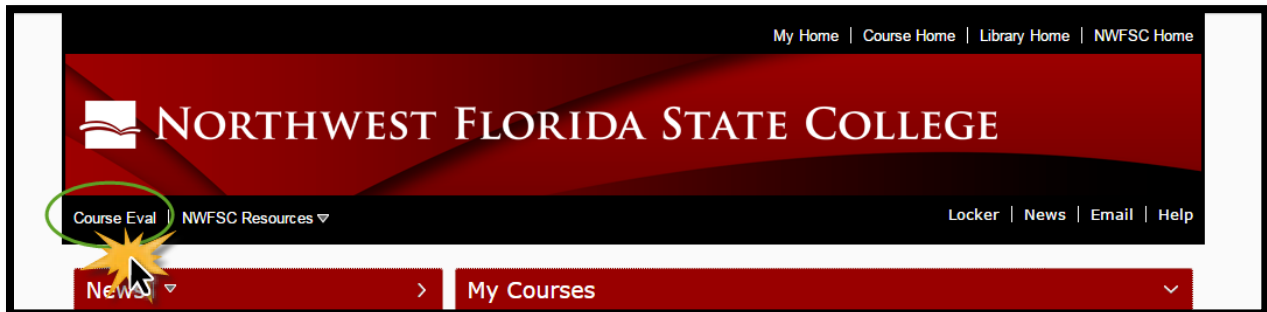 My Home | Course Home | Library Home | NWFSC Home
NORTHWEST FLORIDA STATE COLLEGE
Course Eval | NWFSC Resources Locker | News | Email | Help
News My Courses